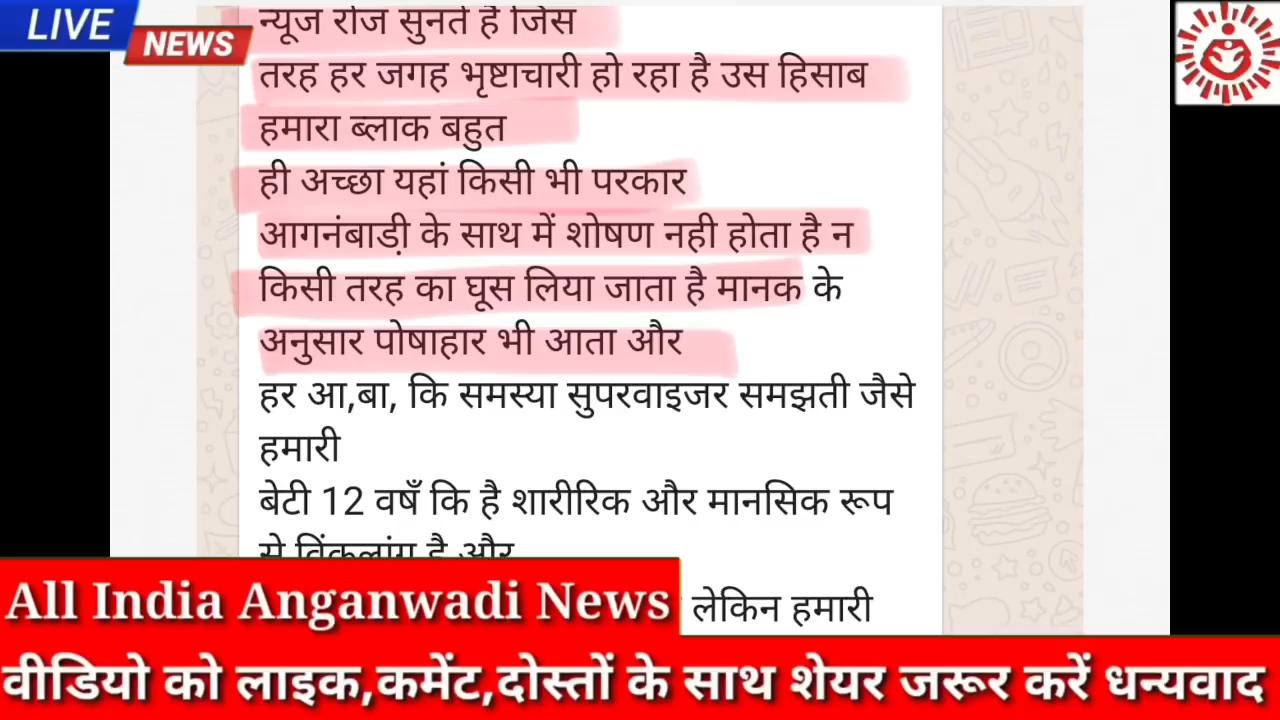 LIVE
NEWS
न्यूज रोज सुनते है जिस
तरह हर जगह भृष्टाचारी हो रहा है उस हिसाब
हमारा ब्लाक बहुत
ही अच्छा यहां किसी भी परकार
आगनंबाडी़ के साथ में शोषण नही होता है न
किसी तरह का घूस लिया जाता है मानक के
अनुसार पोषाहार भी आता और
हर आ,बा, कि समस्या सुपरवाइजर समझती जैसे
हमारी
बेटी 12 वर्षँ कि है शारीरिक और मानसिक रूप
से विंकलांग है और
लेकिन हमारी
All India Anganwadi News
वीडियो को लाइक,कमेंट,दोस्तों के साथ शेयर जरूर करें धन्यवाद